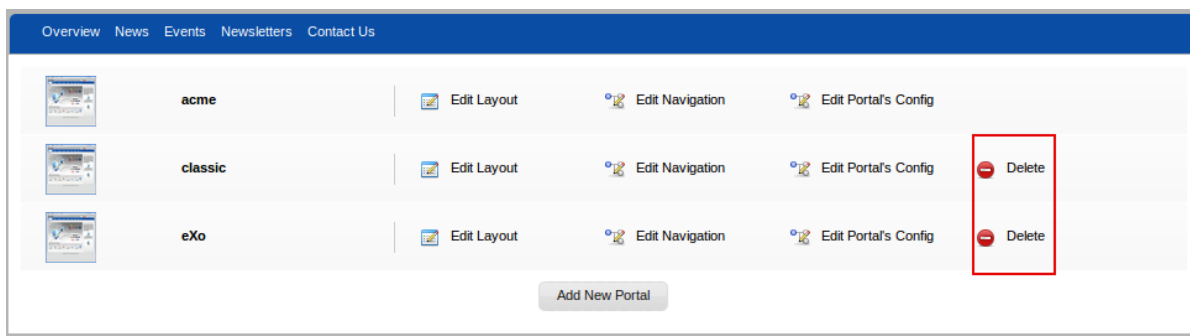 Overview News Events Newsletters Contact Us
acme Edit Layout Edit Navigation Edit Portal's Config
classic Edit Layout Edit Navigation Edit Portal's Config Delete
eXo Edit Layout Edit Navigation Edit Portal's Config Delete
Add New Portal